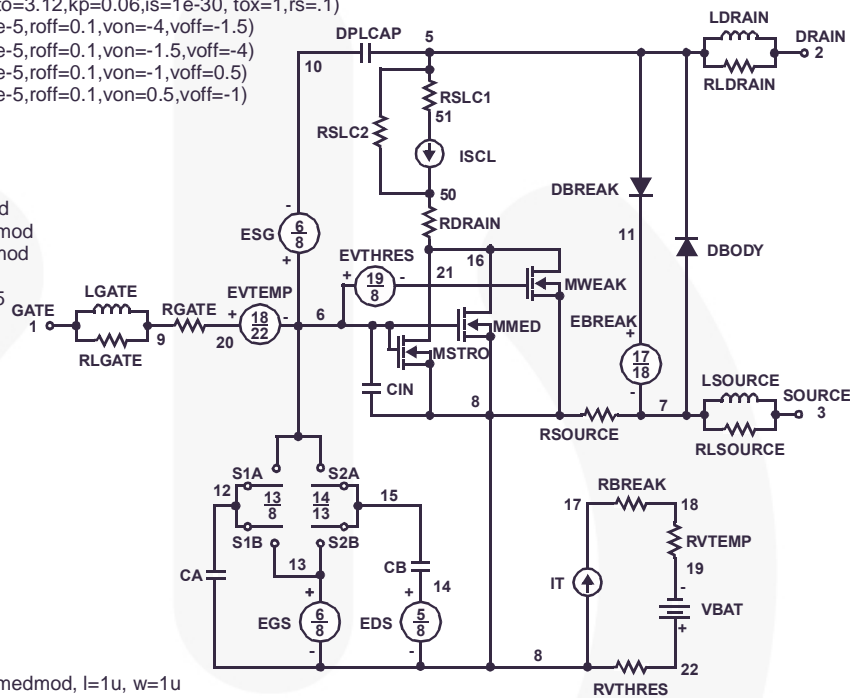 to=3.12,kp=0.06,is=1e-30, tox=1,rs=.1)
e-5,roff=0.1,von=-4,voff=-1.5)
e-5,roff=0.1,von=-1.5,voff=-4)
e-5,roff=0.1,von=-1,voff=0.5)
e-5,roff=0.1,von=0.5,voff=-1)
d
mod
mod
5
LDRAIN
DPLCAP
5
DRAIN
2
10
RLDRAIN
RSLC1
51
RSLC2
ISCL
50
DBREAK
RDRAIN
ESG
6
8
-
+
11
DBODY
EVTHRES
16
21
+
19
8
-
MWEAK
LGATE
GATE
1
RGATE
EVTEMP
+
18
22
-
6
EBREAK
+
17
18
-
MMED
9
20
MSTRO
RLGATE
LSOURCE
SOURCE
3
CIN
8
7
RSOURCE
RLSOURCE
S1A
S2A
12
13
8
14
13
15
RBREAK
17
18
S1B
S2B
RVTEMP
13
CB
CA
14
IT
19
-
VBAT
+
+
+
EGS
6
8
EDS
5
8
-
-
8
22
RVTHRES
medmod, l=1u, w=1u